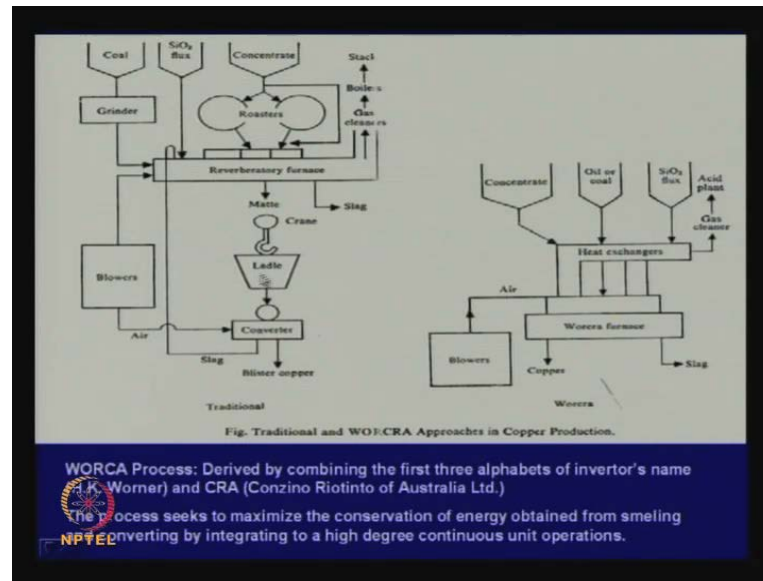 Coal
SiO₂ flux
Concentrate
Stack
Boilers
Gas cleaners
Grinder
Roasters
Reverberatory furnace
Matte
Slag
Crane
Ladle
Blowers
Air
Converter
Slag
Blister copper
Traditional
Concentrate
Oil or coal
SiO₂ flux
Acid plant
Gas cleaner
Heat exchangers
Air
Worcra furnace
Blowers
Copper
Slag
Worcra
Fig. Traditional and WORCRA Approaches in Copper Production.
WORCA Process: Derived by combining the first three alphabets of invertor's name
H.K. Worner) and CRA (Conzino Riotinto of Australia Ltd.)
The process seeks to maximize the conservation of energy obtained from smeling
converting by integrating to a high degree continuous unit operations.
NPTEL